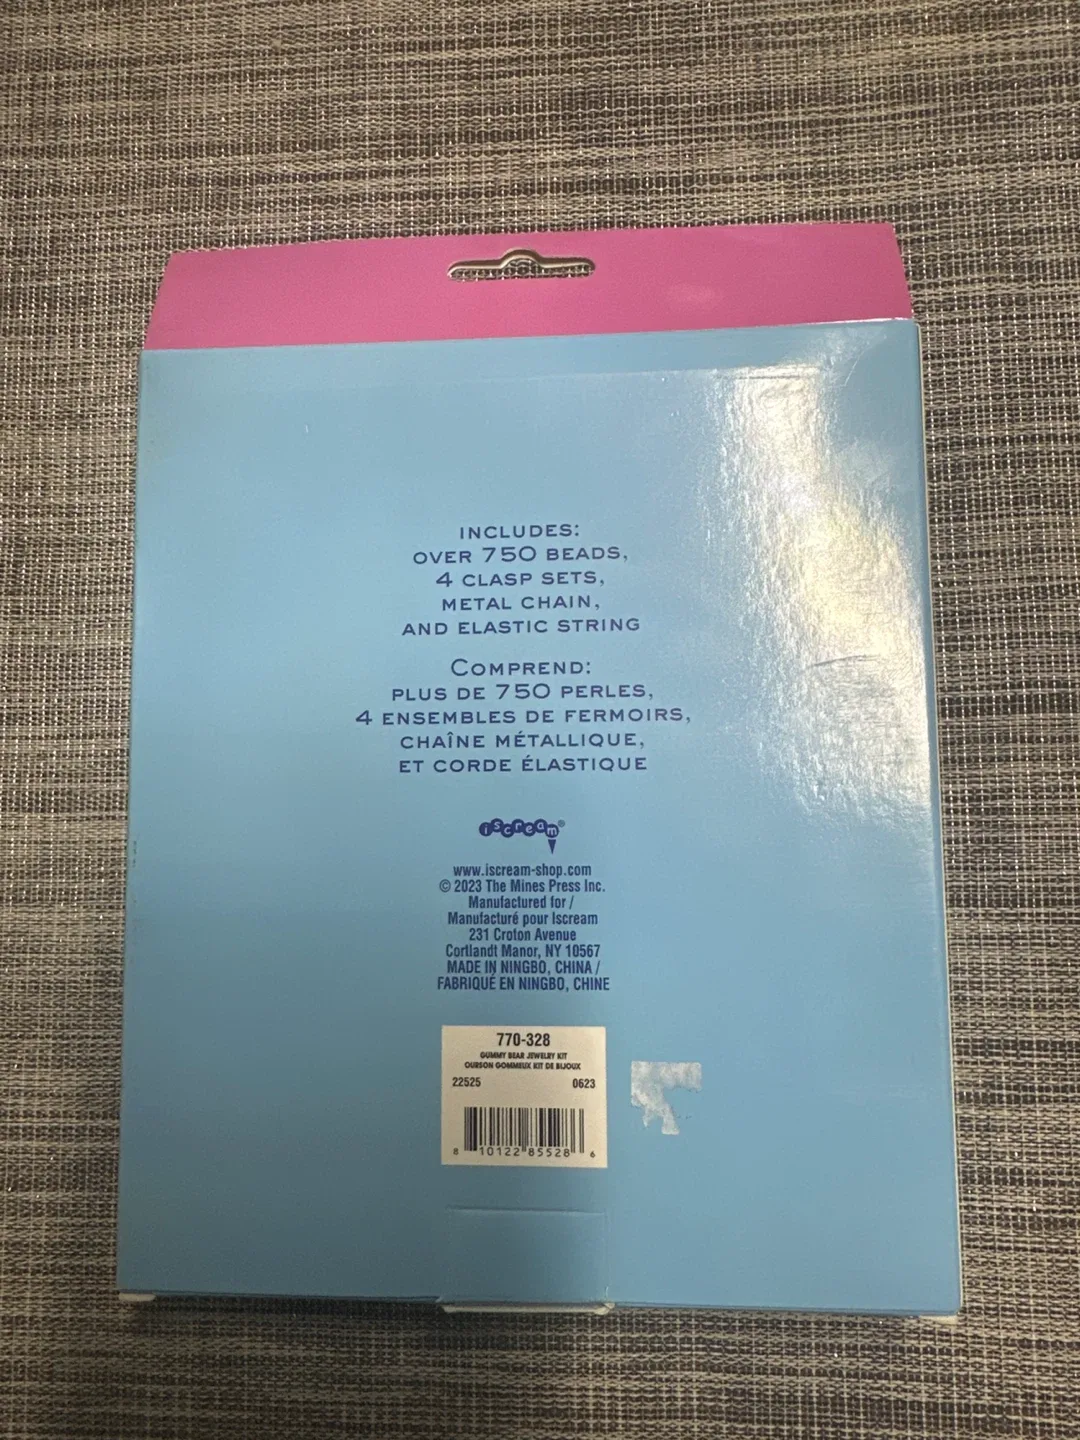 INCLUDES:
OVER 750 BEADS,
4 CLASP SETS,
METAL CHAIN,
AND ELASTIC STRING
COMPREND:
PLUS DE 750 PERLES,
4 ENSEMBLES DE FERMOIRS,
CHAÎNE MÉTALLIQUE,
ET CORDE ÉLASTIQUE
iscream®
www.iscream-shop.com
© 2023 The Mines Press Inc.
Manufactured for /
Manufacturé pour Iscream
231 Croton Avenue
Cortlandt Manor, NY 10567
MADE IN NINGBO, CHINA /
FABRIQUÉ EN NINGBO, CHINE
770-328
GUMMY BEAR JEWELRY KIT
OURSON GOMMEUX KIT DE BIJOUX
22525 0623
8 10122 85528 6